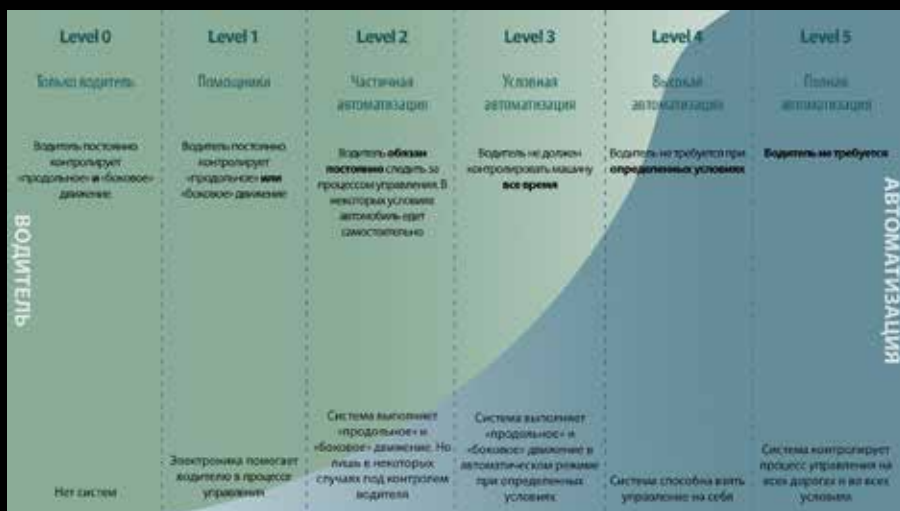 Level 0
Только водитель
Водитель постоянно
контролирует
«продольное» и «боковое»
движение
Нет систем
Level 1
Помощники
Водитель постоянно
контролирует
«продольное» или
«боковое» движение
Электроника помогает
водителю в процессе
управления
Level 2
Частичная
автоматизация
Водитель обязан
постоянно следить за
процессом управления. В
некоторых условиях
автомобиль едет
самостоятельно
Система выполняет
«продольное» и
«боковое» движение. Но
лишь в некоторых
случаях под контролем
водителя
Level 3
Условная
автоматизация
Водитель не должен
контролировать машину
все время
Система выполняет
«продольное» и
«боковое» движение в
автоматическом режиме
при определенных
условиях
Level 4
Высокая
автоматизация
Водитель не требуется при
определенных условиях
Система способна взять
управление на себя
Level 5
Полная
автоматизация
Водитель не требуется
Система контролирует
процесс управления на
всех дорогах и во всех
условиях
ВОДИТЕЛЬ
АВТОМАТИЗАЦИЯ